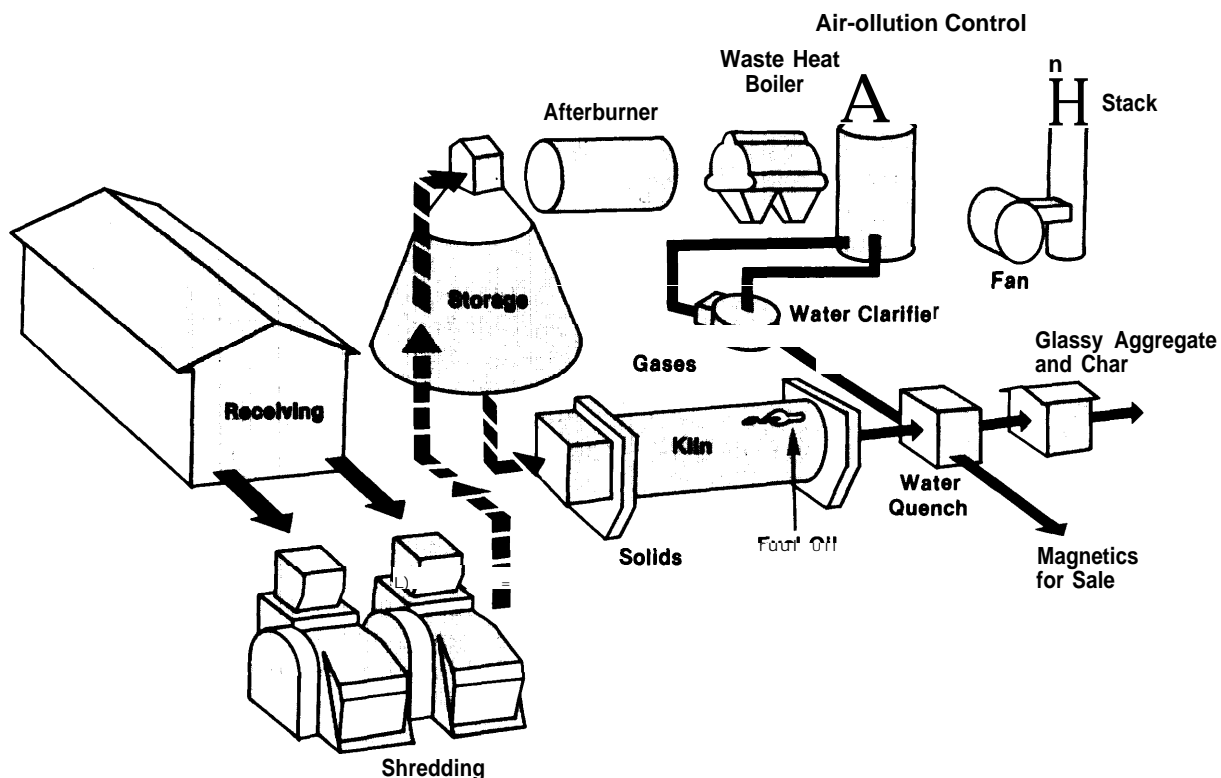 Air-ollution Control
Waste Heat
Boiler
n
A
H
Stack
Afterburner
Storage
Fan
Water Clarifier
Receiving
Gases
Glassy Aggregate
and Char
Kiln
Water
Quench
Solids
Magnetics
for Sale
Shredding